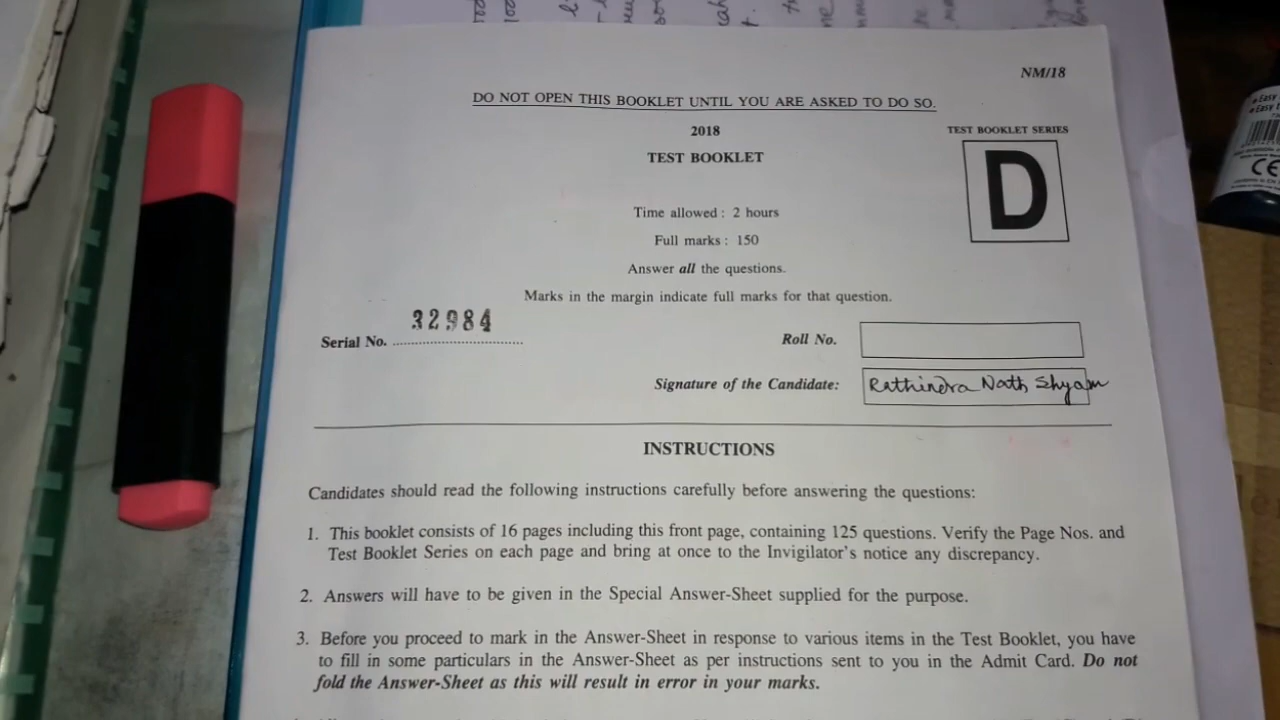 NM/18
DO NOT OPEN THIS BOOKLET UNTIL YOU ARE ASKED TO DO SO.
2018
TEST BOOKLET SERIES
TEST BOOKLET
D
Time allowed : 2 hours
Full marks : 150
Answer all the questions.
Marks in the margin indicate full marks for that question.
Serial No. 32984
Roll No.
Signature of the Candidate: Rathindra Nath Shyam
INSTRUCTIONS
Candidates should read the following instructions carefully before answering the questions:
1. This booklet consists of 16 pages including this front page, containing 125 questions. Verify the Page Nos. and
Test Booklet Series on each page and bring at once to the Invigilator's notice any discrepancy.
2. Answers will have to be given in the Special Answer-Sheet supplied for the purpose.
3. Before you proceed to mark in the Answer-Sheet in response to various items in the Test Booklet, you have
to fill in some particulars in the Answer-Sheet as per instructions sent to you in the Admit Card. Do not
fold the Answer-Sheet as this will result in error in your marks.
Easy
Easy
CE